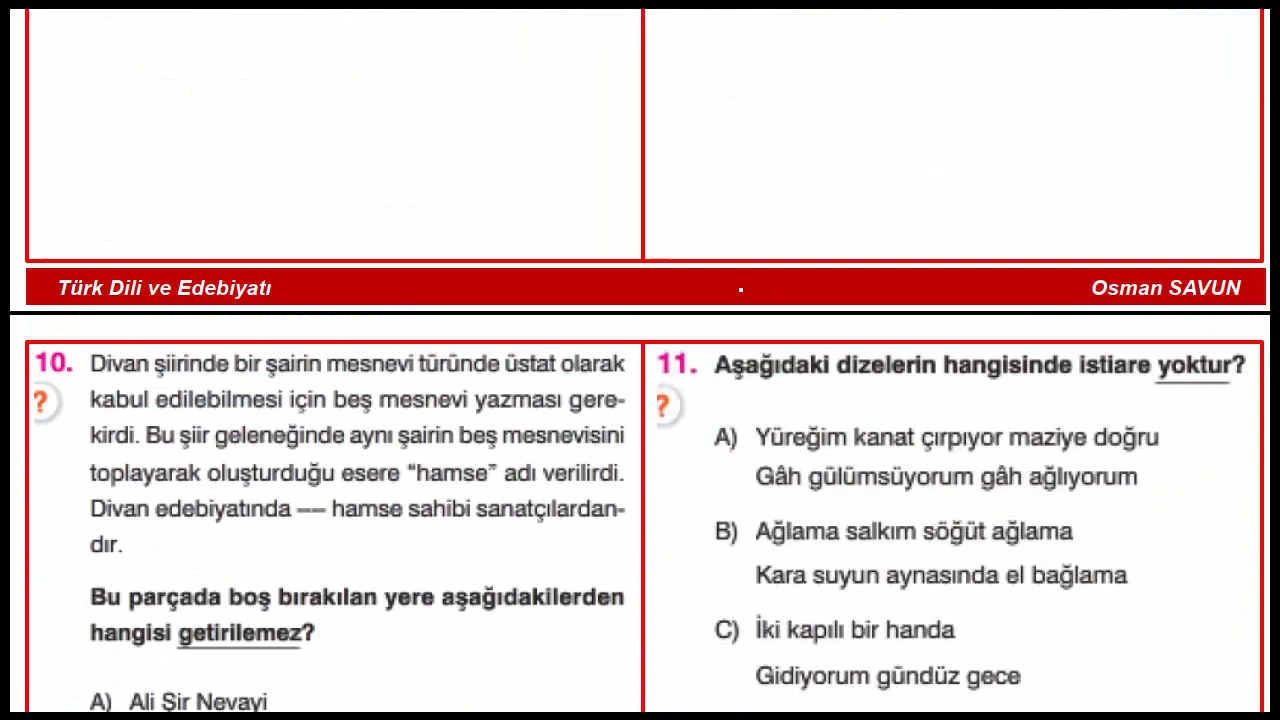 Türk Dili ve Edebiyatı
.
Osman SAVUN
10. Divan şiirinde bir şairin mesnevi türünde üstat olarak
? kabul edilebilmesi için beş mesnevi yazması gere-
kirdi. Bu şiir geleneğinde aynı şairin beş mesnevisini
toplayarak oluşturduğu esere “hamse” adı verilirdi.
Divan edebiyatında –– hamse sahibi sanatçılardan-
dır.
Bu parçada boş bırakılan yere aşağıdakilerden
hangisi getirilemez?
A) Ali Şir Nevayi
11. Aşağıdaki dizelerin hangisinde istiare yoktur?
?
A) Yüreğim kanat çırpıyor maziye doğru
Gâh gülümsüyorum gâh ağlıyorum
B) Ağlama salkım söğüt ağlama
Kara suyun aynasında el bağlama
C) İki kapılı bir handa
Gidiyorum gündüz gece